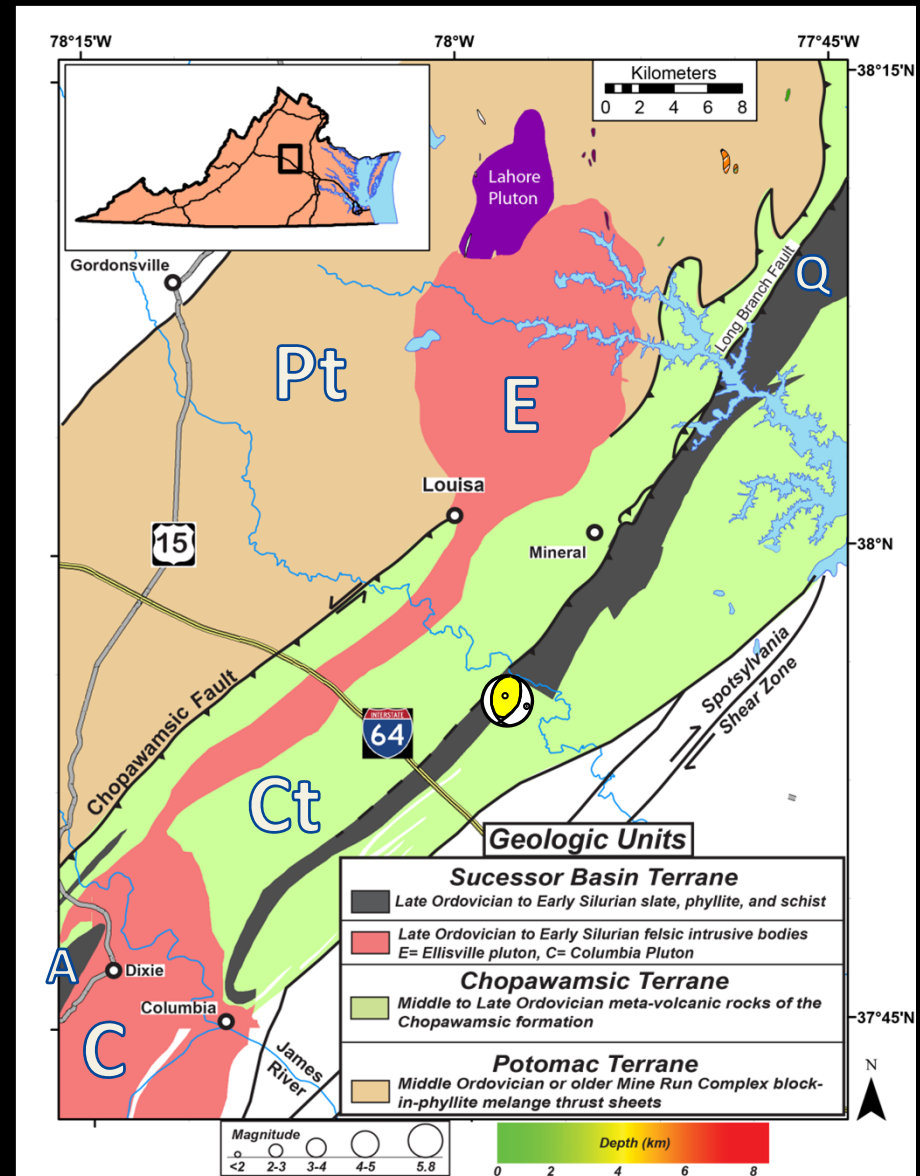 78°15'W
78°W
77°45'W
38°15'N
Kilometers
0 2 4 6 8
Lahore
Pluton
Gordonsville
Long Branch Fault
Q
Pt
E
Louisa
15
Mineral
38°N
Chopawamsic Fault
INTERSTATE
64
Spotsylvania
Shear Zone
Ct
A
Dixie
Columbia
C
James
River
37°45'N
N
Geologic Units
Sucessor Basin Terrane
Late Ordovician to Early Silurian slate, phyllite, and schist
Late Ordovician to Early Silurian felsic intrusive bodies
E= Ellisville pluton, C= Columbia Pluton
Chopawamsic Terrane
Middle to Late Ordovician meta-volcanic rocks of the
Chopawamsic formation
Potomac Terrane
Middle Ordovician or older Mine Run Complex block-
in-phyllite melange thrust sheets
Magnitude
<2 2-3 3-4 4-5 5.8
Depth (km)
0 2 4 6 8